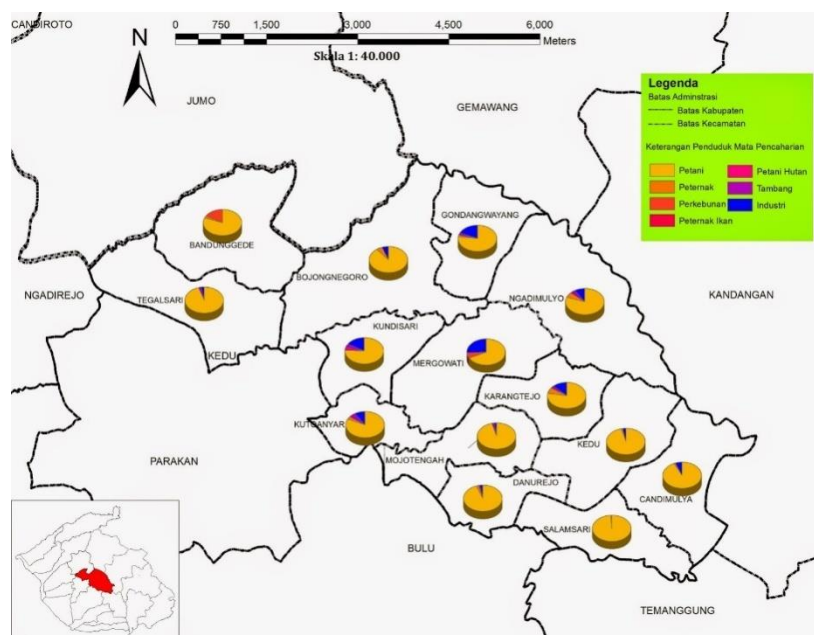 CANDIROTO
0 750 1,500 3,000 4,500 6,000
Meters
Skala 1: 40.000
N
JUMO
GEMAWANG
Legenda
Batas Adminstrasi
Batas Kabupaten
Batas Kecamatan
Keterangan Penduduk Mata Pencaharian
Petani
Petani Hutan
Peternak
Tambang
Perkebunan
Industri
Peternak Ikan
GONDANGWAYANG
BANDUNGGEDE
BOJONGNEGORO
NGADIREJO
TEGALSARI
NGADIMULYO
KANDANGAN
KUNDISARI
KEDU
MERGOWATI
KARANGTEJO
KUTOANYAR
KEDU
PARAKAN
MOJOTENGAH
DANUREJO
CANDIMULYA
SALAMSARI
BULU
TEMANGGUNG